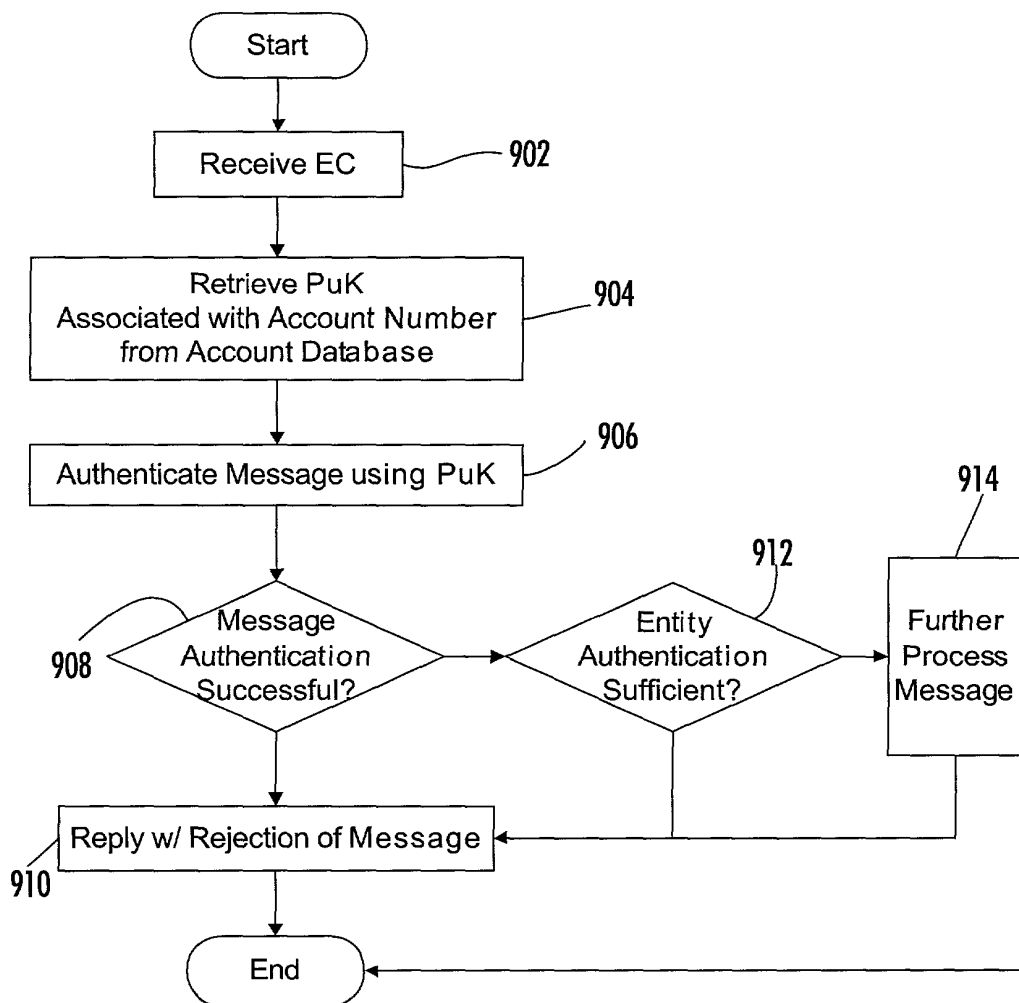 Start
Receive EC
902
Retrieve PuK
Associated with Account Number
from Account Database
904
Authenticate Message using PuK
906
Message
Authentication
Successful?
908
Entity
Authentication
Sufficient?
912
Further
Process
Message
914
Reply w/ Rejection of Message
910
End